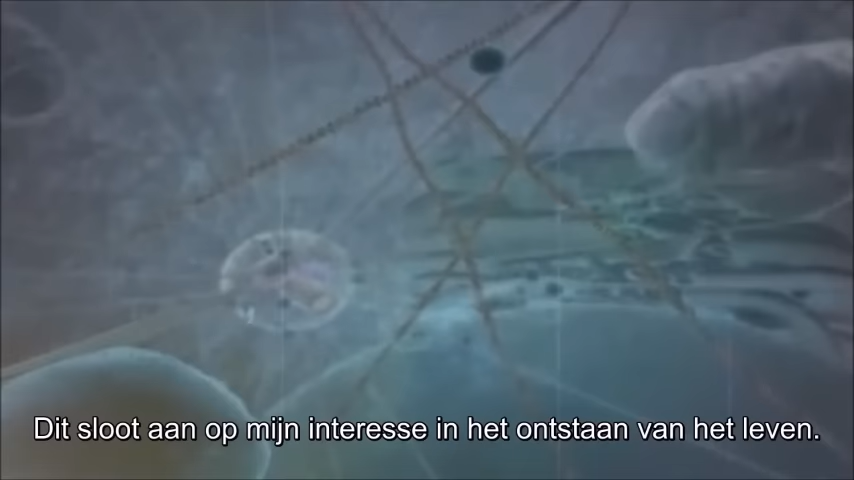 Dit sloot aan op mijn interesse in het ontstaan van het leven.